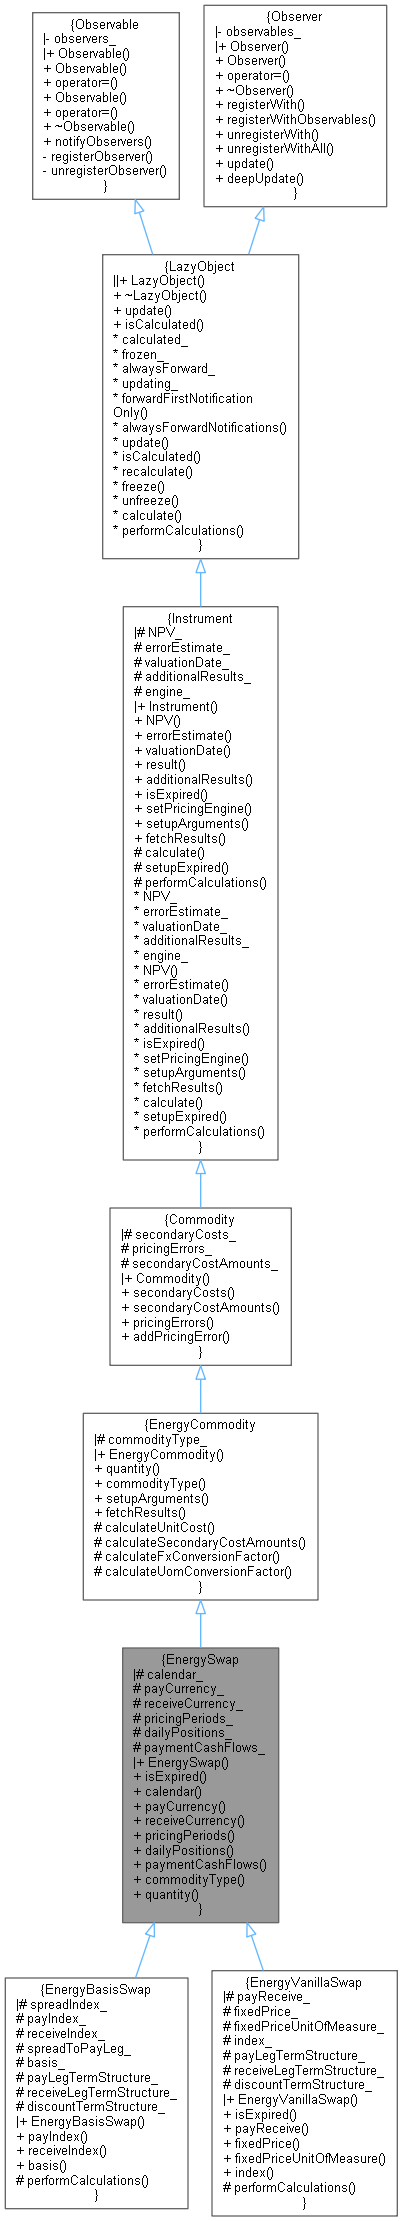 {Observable
|- observers_
|+ Observable()
+ Observable()
+ operator=()
+ Observable()
+ operator=()
+ ~Observable()
+ notifyObservers()
- registerObserver()
- unregisterObserver()
}
{Observer
|- observables_
|+ Observer()
+ Observer()
+ operator=()
+ ~Observer()
+ registerWith()
+ registerWithObservables()
+ unregisterWith()
+ unregisterWithAll()
+ update()
+ deepUpdate()
}
{LazyObject
||+ LazyObject()
+ ~LazyObject()
+ update()
+ isCalculated()
* calculated_
* frozen_
* alwaysForward_
* updating_
* forwardFirstNotification
Only()
* alwaysForwardNotifications()
* update()
* isCalculated()
* recalculate()
* freeze()
* unfreeze()
* calculate()
* performCalculations()
}
{Instrument
|# NPV_
# errorEstimate_
# valuationDate_
# additionalResults_
# engine_
|+ Instrument()
+ NPV()
+ errorEstimate()
+ valuationDate()
+ result()
+ additionalResults()
+ isExpired()
+ setPricingEngine()
+ setupArguments()
+ fetchResults()
# calculate()
# setupExpired()
# performCalculations()
* NPV_
* errorEstimate_
* valuationDate_
* additionalResults_
* engine_
* NPV()
* errorEstimate()
* valuationDate()
* result()
* additionalResults()
* isExpired()
* setPricingEngine()
* setupArguments()
* fetchResults()
* calculate()
* setupExpired()
* performCalculations()
}
{Commodity
|# secondaryCosts_
# pricingErrors_
# secondaryCostAmounts_
|+ Commodity()
+ secondaryCosts()
+ secondaryCostAmounts()
+ pricingErrors()
+ addPricingError()
}
{EnergyCommodity
|# commodityType_
|+ EnergyCommodity()
+ quantity()
+ commodityType()
+ setupArguments()
+ fetchResults()
# calculateUnitCost()
# calculateSecondaryCostAmounts()
# calculateFxConversionFactor()
# calculateUomConversionFactor()
}
{EnergySwap
|# calendar_
# payCurrency_
# receiveCurrency_
# pricingPeriods_
# dailyPositions_
# paymentCashFlows_
|+ EnergySwap()
+ isExpired()
+ calendar()
+ payCurrency()
+ receiveCurrency()
+ pricingPeriods()
+ dailyPositions()
+ paymentCashFlows()
+ commodityType()
+ quantity()
}
{EnergyBasisSwap
|# spreadIndex_
# payIndex_
# receiveIndex_
# spreadToPayLeg_
# basis_
# payLegTermStructure_
# receiveLegTermStructure_
# discountTermStructure_
|+ EnergyBasisSwap()
+ payIndex()
+ receiveIndex()
+ basis()
# performCalculations()
}
{EnergyVanillaSwap
|# payReceive_
# fixedPrice_
# fixedPriceUnitOfMeasure_
# index_
# payLegTermStructure_
# receiveLegTermStructure_
# discountTermStructure_
|+ EnergyVanillaSwap()
+ isExpired()
+ payReceive()
+ fixedPrice()
+ fixedPriceUnitOfMeasure()
+ index()
# performCalculations()
}